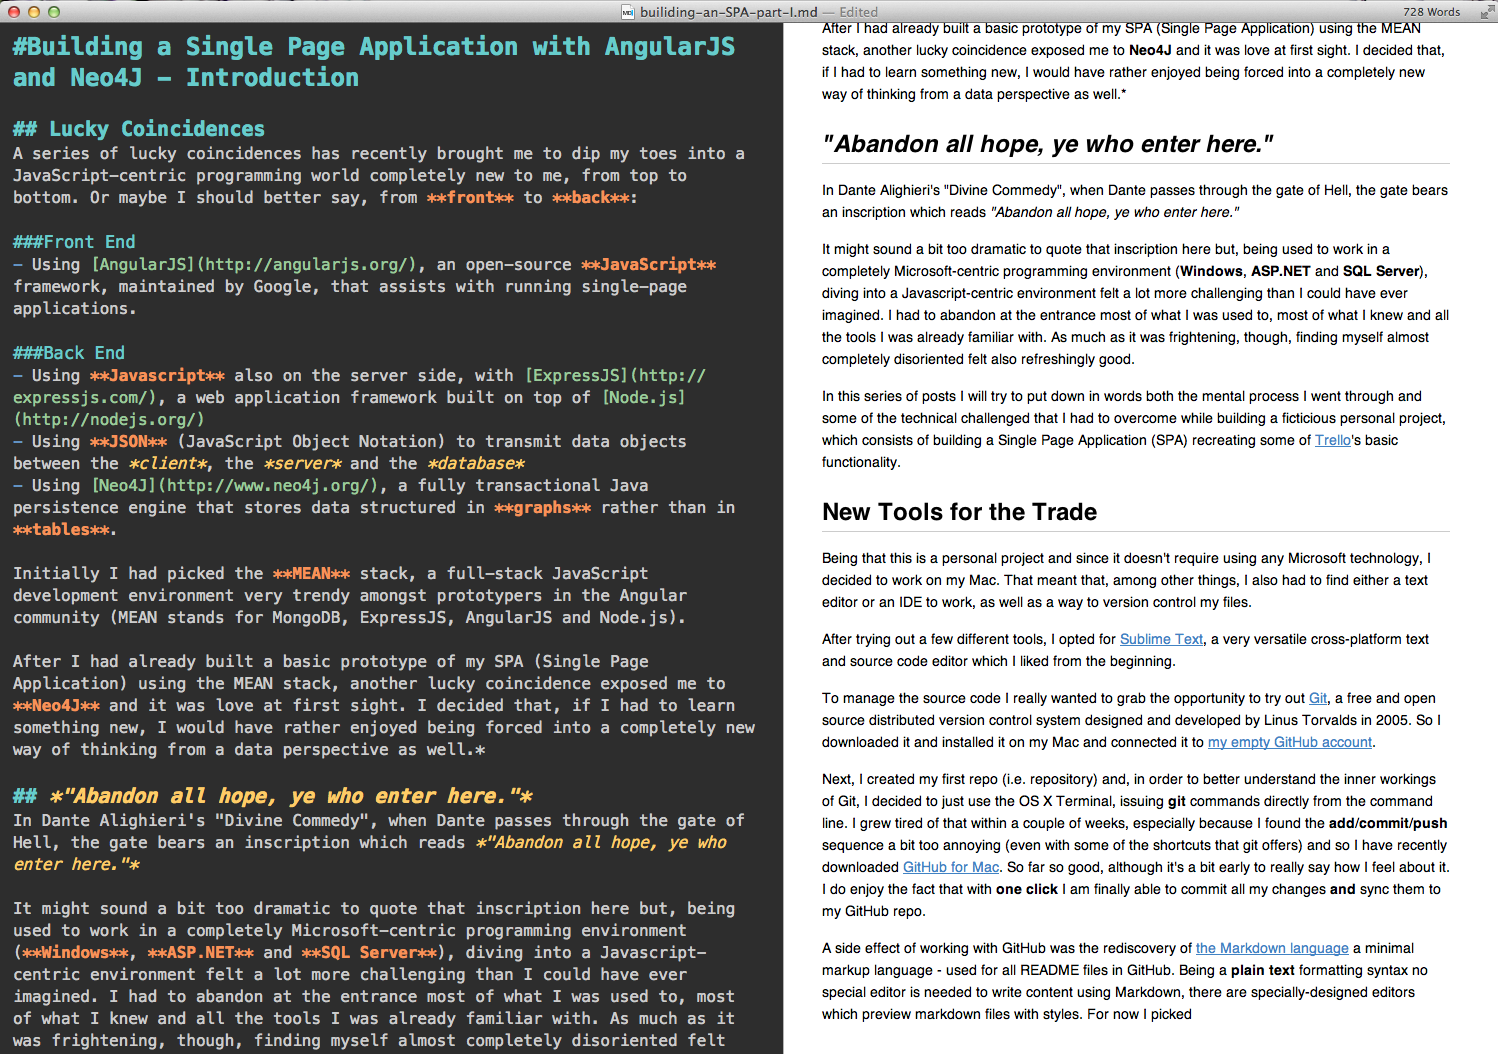 builiding-an-SPA-part-I.md — Edited
728 Words
#Building a Single Page Application with AngularJS
and Neo4J - Introduction
## Lucky Coincidences
A series of lucky coincidences has recently brought me to dip my toes into a
JavaScript-centric programming world completely new to me, from top to
bottom. Or maybe I should better say, from **front** to **back**:
###Front End
- Using [AngularJS](http://angularjs.org/), an open-source **JavaScript**
framework, maintained by Google, that assists with running single-page
applications.
###Back End
- Using **Javascript** also on the server side, with [ExpressJS](http://
expressjs.com/), a web application framework built on top of [Node.js]
(http://nodejs.org/)
- Using **JSON** (JavaScript Object Notation) to transmit data objects
between the *client*, the *server* and the *database*
- Using [Neo4J](http://www.neo4j.org/), a fully transactional Java
persistence engine that stores data structured in **graphs** rather than in
**tables**.
Initially I had picked the **MEAN** stack, a full-stack JavaScript
development environment very trendy amongst prototypers in the Angular
community (MEAN stands for MongoDB, ExpressJS, AngularJS and Node.js).
After I had already built a basic prototype of my SPA (Single Page
Application) using the MEAN stack, another lucky coincidence exposed me to
**Neo4J** and it was love at first sight. I decided that, if I had to learn
something new, I would have rather enjoyed being forced into a completely new
way of thinking from a data perspective as well.*
## *"Abandon all hope, ye who enter here."*
In Dante Alighieri's "Divine Commedy", when Dante passes through the gate of
Hell, the gate bears an inscription which reads *"Abandon all hope, ye who
enter here."*
It might sound a bit too dramatic to quote that inscription here but, being
used to work in a completely Microsoft-centric programming environment
(**Windows**, **ASP.NET** and **SQL Server**), diving into a Javascript-
centric environment felt a lot more challenging than I could have ever
imagined. I had to abandon at the entrance most of what I was used to, most
of what I knew and all the tools I was already familiar with. As much as it
was frightening, though, finding myself almost completely disoriented felt
After I had already built a basic prototype of my SPA (Single Page Application) using the MEAN
stack, another lucky coincidence exposed me to Neo4J and it was love at first sight. I decided that,
if I had to learn something new, I would have rather enjoyed being forced into a completely new
way of thinking from a data perspective as well.*
"Abandon all hope, ye who enter here."
In Dante Alighieri's "Divine Commedy", when Dante passes through the gate of Hell, the gate bears
an inscription which reads "Abandon all hope, ye who enter here."
It might sound a bit too dramatic to quote that inscription here but, being used to work in a
completely Microsoft-centric programming environment (Windows, ASP.NET and SQL Server),
diving into a Javascript-centric environment felt a lot more challenging than I could have ever
imagined. I had to abandon at the entrance most of what I was used to, most of what I knew and all
the tools I was already familiar with. As much as it was frightening, though, finding myself almost
completely disoriented felt also refreshingly good.
In this series of posts I will try to put down in words both the mental process I went through and
some of the technical challenged that I had to overcome while building a ficticious personal project,
which consists of building a Single Page Application (SPA) recreating some of Trello's basic
functionality.
New Tools for the Trade
Being that this is a personal project and since it doesn't require using any Microsoft technology, I
decided to work on my Mac. That meant that, among other things, I also had to find either a text
editor or an IDE to work, as well as a way to version control my files.
After trying out a few different tools, I opted for Sublime Text, a very versatile cross-platform text
and source code editor which I liked from the beginning.
To manage the source code I really wanted to grab the opportunity to try out Git, a free and open
source distributed version control system designed and developed by Linus Torvalds in 2005. So I
downloaded it and installed it on my Mac and connected it to my empty GitHub account.
Next, I created my first repo (i.e. repository) and, in order to better understand the inner workings
of Git, I decided to just use the OS X Terminal, issuing git commands directly from the command
line. I grew tired of that within a couple of weeks, especially because I found the add/commit/push
sequence a bit too annoying (even with some of the shortcuts that git offers) and so I have recently
downloaded GitHub for Mac. So far so good, although it's a bit early to really say how I feel about it.
I do enjoy the fact that with one click I am finally able to commit all my changes and sync them to
my GitHub repo.
A side effect of working with GitHub was the rediscovery of the Markdown language a minimal
markup language - used for all README files in GitHub. Being a plain text formatting syntax no
special editor is needed to write content using Markdown, there are specially-designed editors
which preview markdown files with styles. For now I picked